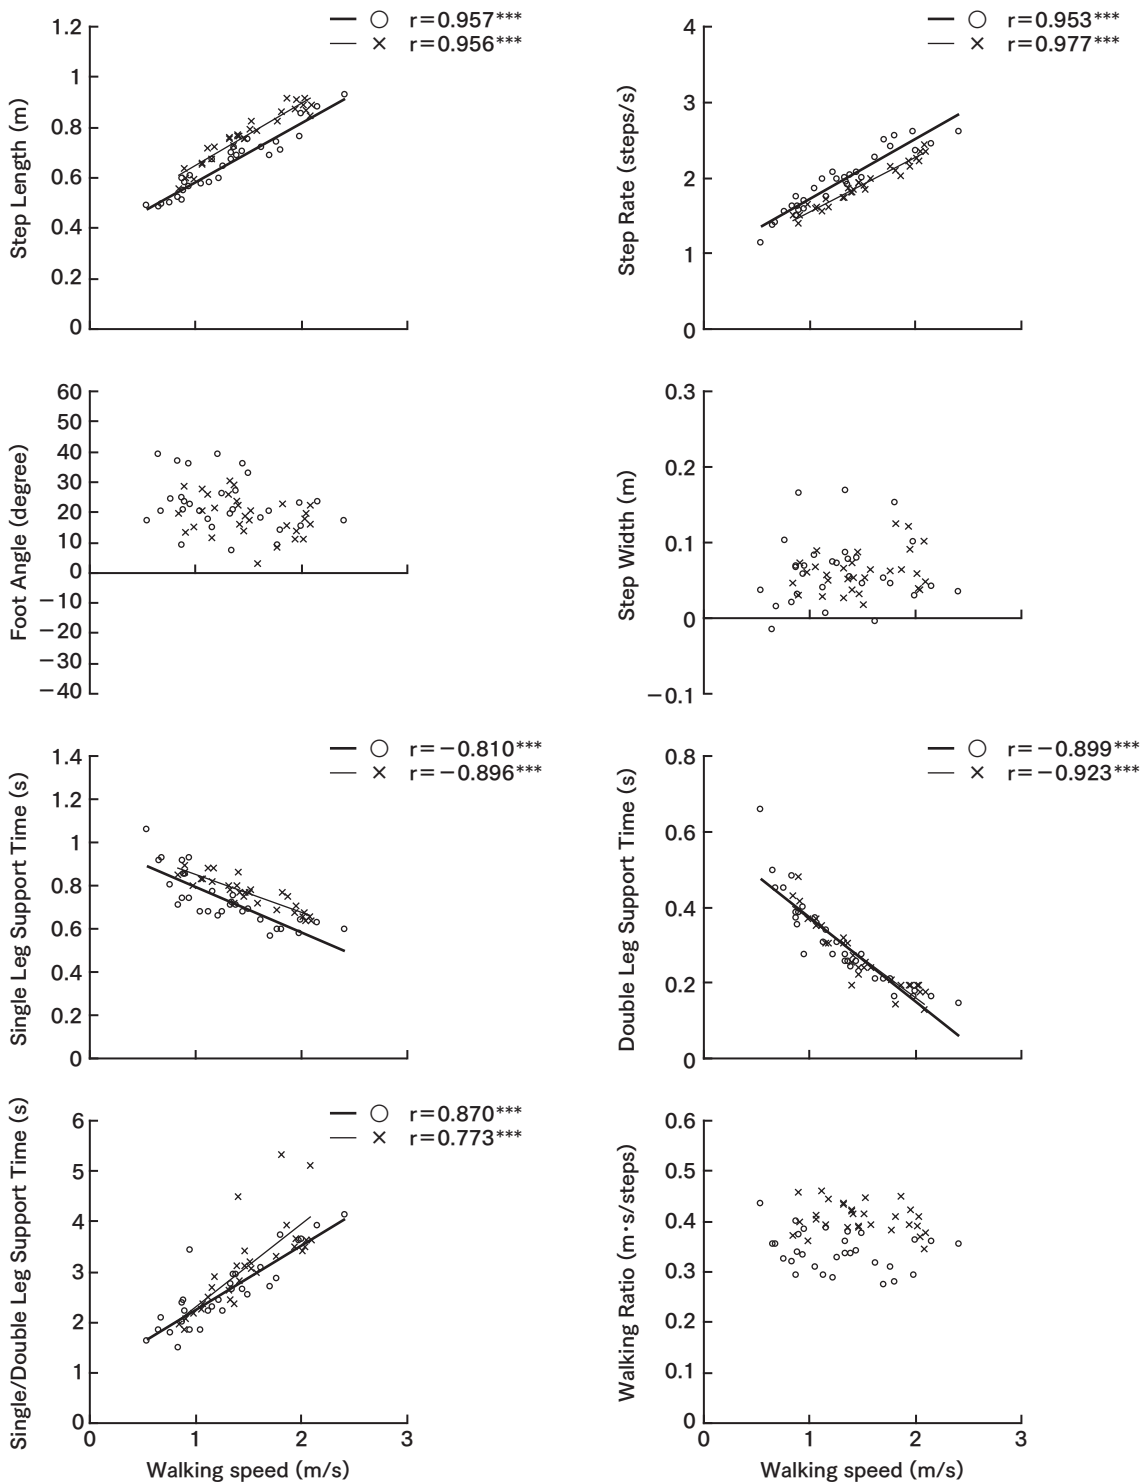 r=0.957***
r=0.956***
1.2
1
0.8
0.6
0.4
0.2
0
Step Length (m)
r=0.953***
r=0.977***
4
3
2
1
0
Step Rate (steps/s)
60
50
40
30
20
10
0
−10
−20
−30
−40
Foot Angle (degree)
0.3
0.2
0.1
0
−0.1
Step Width (m)
r=−0.810***
r=−0.896***
1.4
1.2
1
0.8
0.6
0.4
0.2
0
Single Leg Support Time (s)
r=−0.899***
r=−0.923***
0.8
0.6
0.4
0.2
0
Double Leg Support Time (s)
r=0.870***
r=0.773***
6
5
4
3
2
1
0
Single/Double Leg Support Time (s)
0 1 2 3
Walking speed (m/s)
0.6
0.5
0.4
0.3
0.2
0.1
0
Walking Ratio (m·s/steps)
0 1 2 3
Walking speed (m/s)